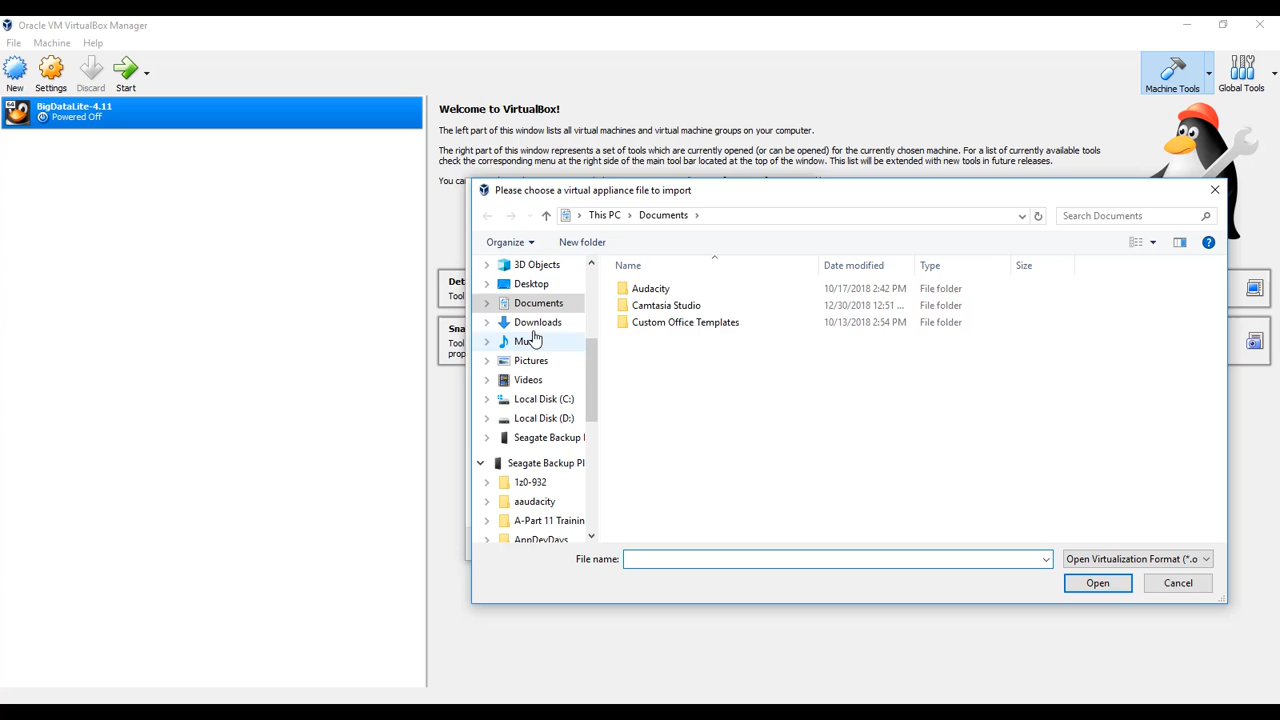 Oracle VM VirtualBox Manager
File Machine Help
New Settings Discard Start Machine Tools Global Tools
64 BigDataLite-4.11
Powered Off
Welcome to VirtualBox!
The left part of this window lists all virtual machines and virtual machine groups on your computer.
The right part of this window represents a set of tools which are currently opened (or can be opened) for the currently chosen machine. For a list of currently available tools
check the corresponding menu at the right side of the main tool bar located at the top of the window. This list will be extended with new tools in future releases.
You ca
Please choose a virtual appliance file to import
This PC Documents Search Documents
Organize New folder
Name Date modified Type Size
3D Objects
Desktop
Documents
Downloads
Mu
Pictures
Videos
Local Disk (C:)
Local Disk (D:)
Seagate Backup
Seagate Backup Pl
1z0-932
aaudacity
A-Part 11 Trainin
AppDevDays
Audacity 10/17/2018 2:42 PM File folder
Camtasia Studio 12/30/2018 12:51 ... File folder
Custom Office Templates 10/13/2018 2:54 PM File folder
De
Tool
Sna
Tool
prop
File name: Open Virtualization Format (*.o
Open Cancel